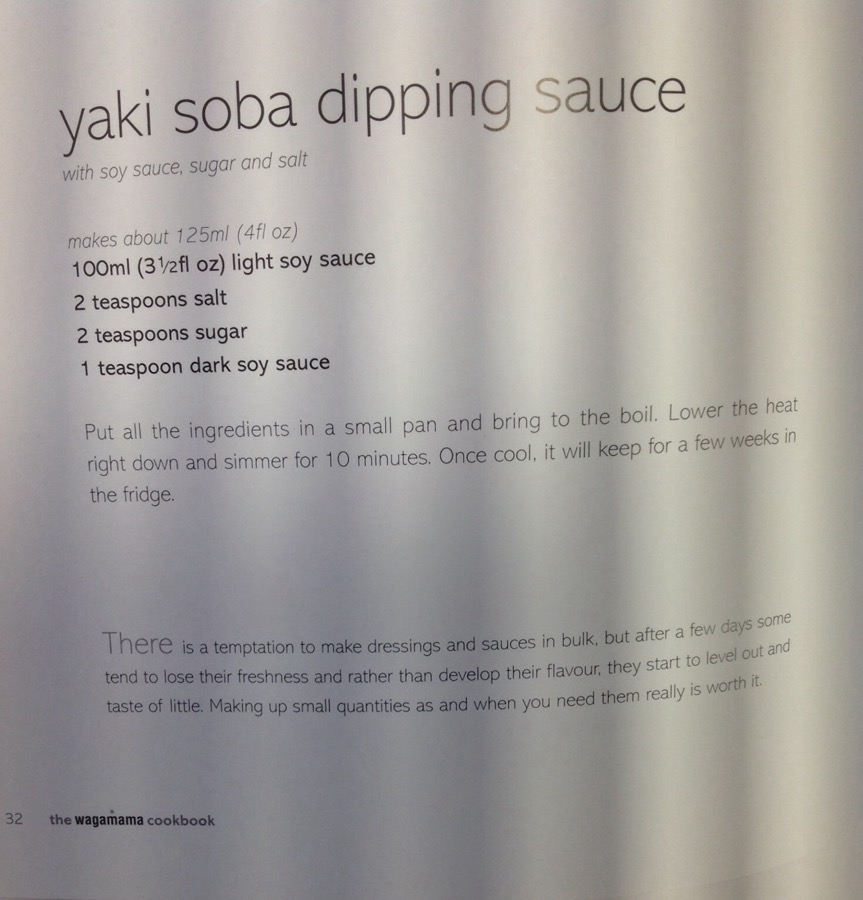 yaki soba dipping sauce
with soy sauce, sugar and salt
makes about 125ml (4fl oz)
100ml (3½fl oz) light soy sauce
2 teaspoons salt
2 teaspoons sugar
1 teaspoon dark soy sauce
Put all the ingredients in a small pan and bring to the boil. Lower the heat
right down and simmer for 10 minutes. Once cool, it will keep for a few weeks in
the fridge.
There is a temptation to make dressings and sauces in bulk, but after a few days some
tend to lose their freshness and rather than develop their flavour, they start to level out and
taste of little. Making up small quantities as and when you need them really is worth it.
32 the wagamama cookbook